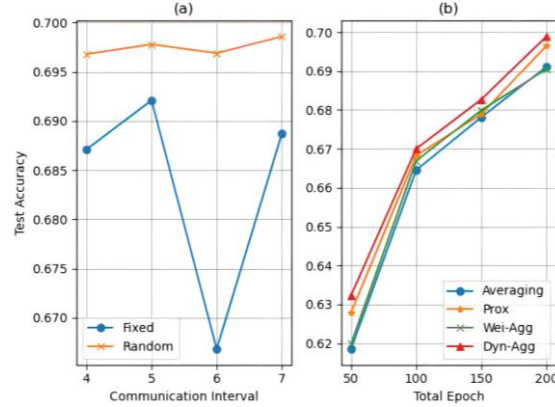 (a)
0.700
0.695
0.690
0.685
0.680
0.675
0.670
Test Accuracy
Fixed
Random
4 5 6 7
Communication Interval
(b)
0.70
0.69
0.68
0.67
0.66
0.65
0.64
0.63
0.62
Averaging
Prox
Wei-Agg
Dyn-Agg
50 100 150 200
Total Epoch